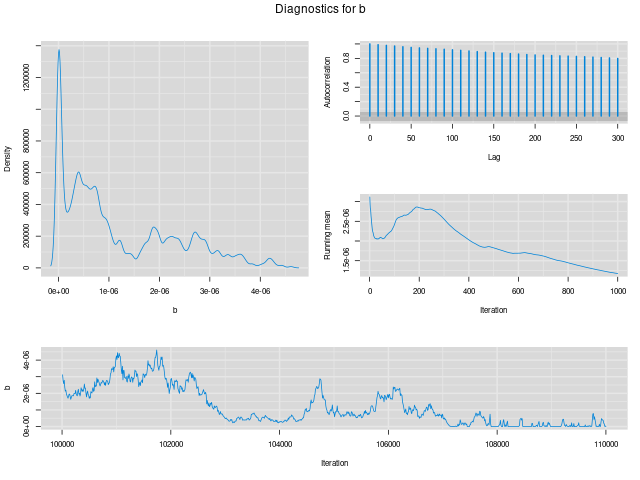 Diagnostics for b
Density
0 200000 400000 600000 800000 1200000
0e+00 1e-06 2e-06 3e-06 4e-06
b
Autocorrelation
0.0 0.4 0.8
0 50 100 150 200 250 300
Lag
Running mean
1.5e-06 2.5e-06
0 200 400 600 800 1000
Iteration
b
0e+00 2e-06 4e-06
100000 102000 104000 106000 108000 110000
Iteration